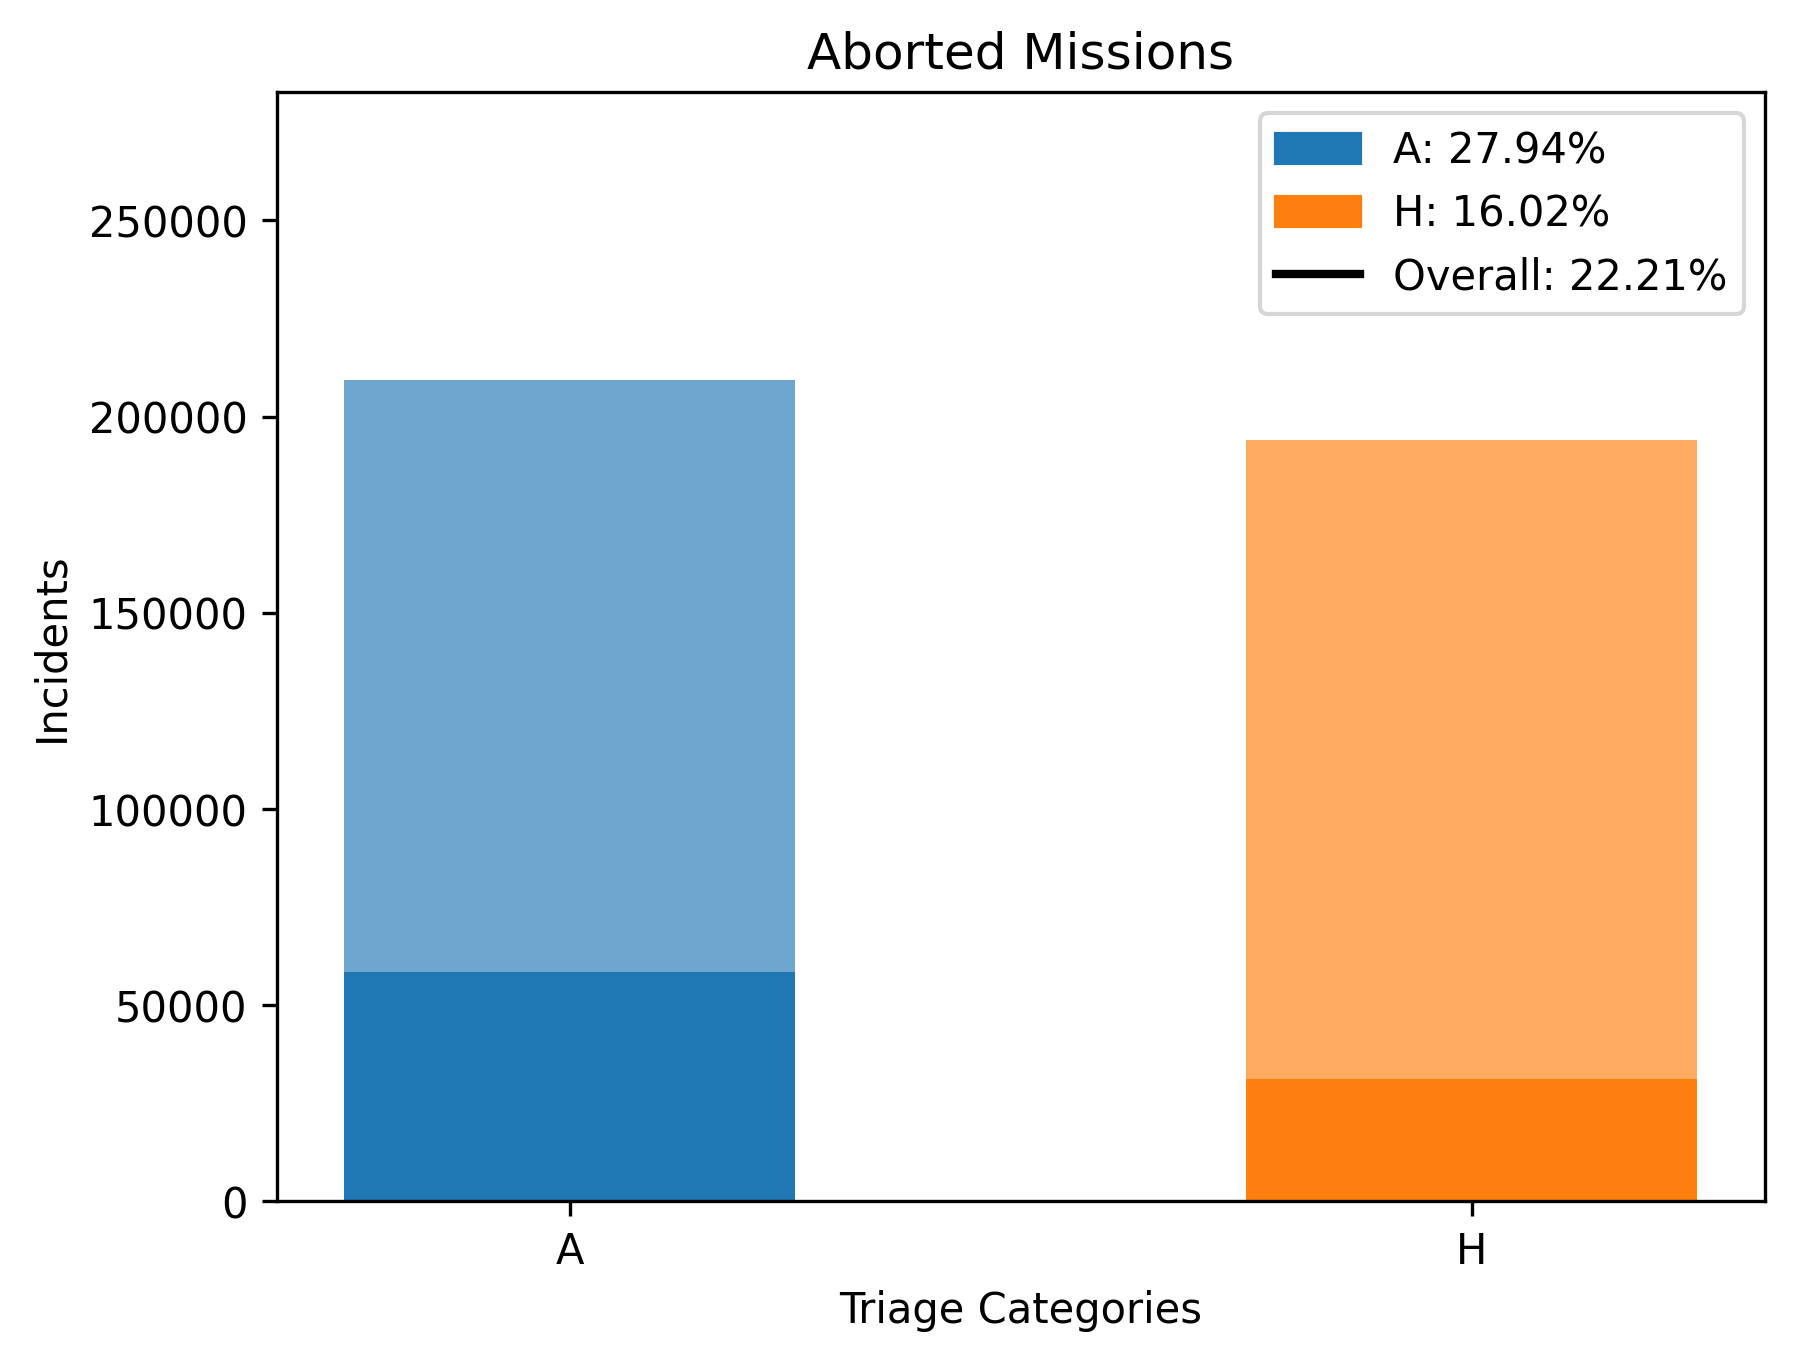 Aborted Missions
A: 27.94%
H: 16.02%
Overall: 22.21%
Incidents
250000
200000
150000
100000
50000
0
A
H
Triage Categories